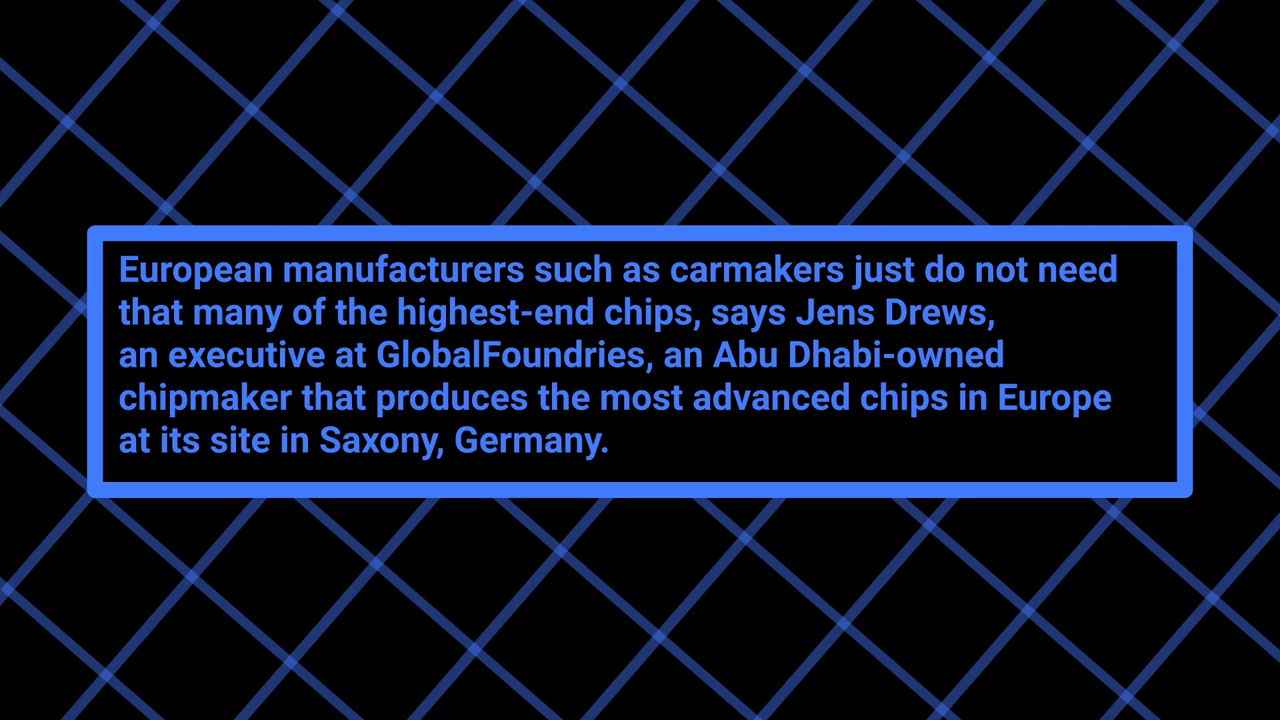 European manufacturers such as carmakers just do not need
that many of the highest-end chips, says Jens Drews,
an executive at GlobalFoundries, an Abu Dhabi-owned
chipmaker that produces the most advanced chips in Europe
at its site in Saxony, Germany.